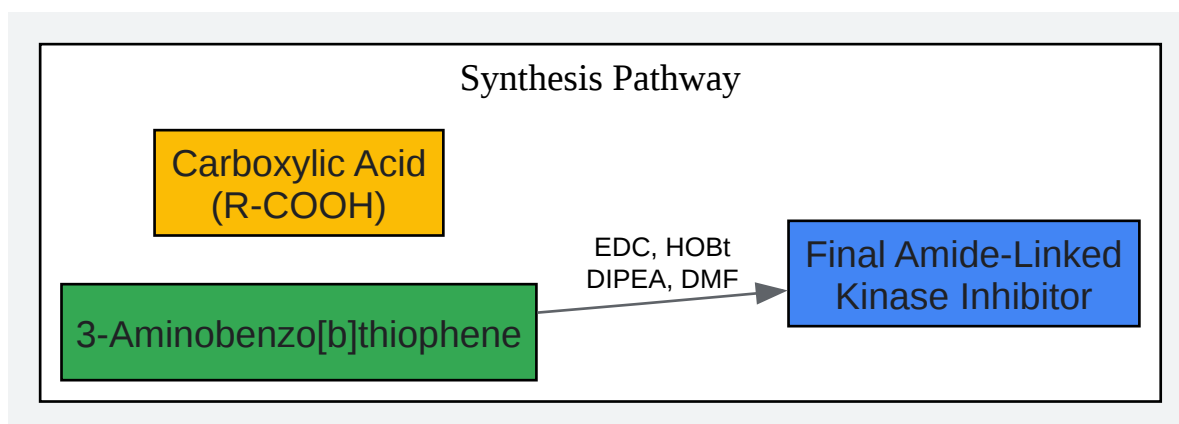 Synthesis Pathway
Carboxylic Acid
(R-COOH)
EDC, HOBt
DIPEA, DMF
Final Amide-Linked
Kinase Inhibitor
3-Aminobenzo[b]thiophene